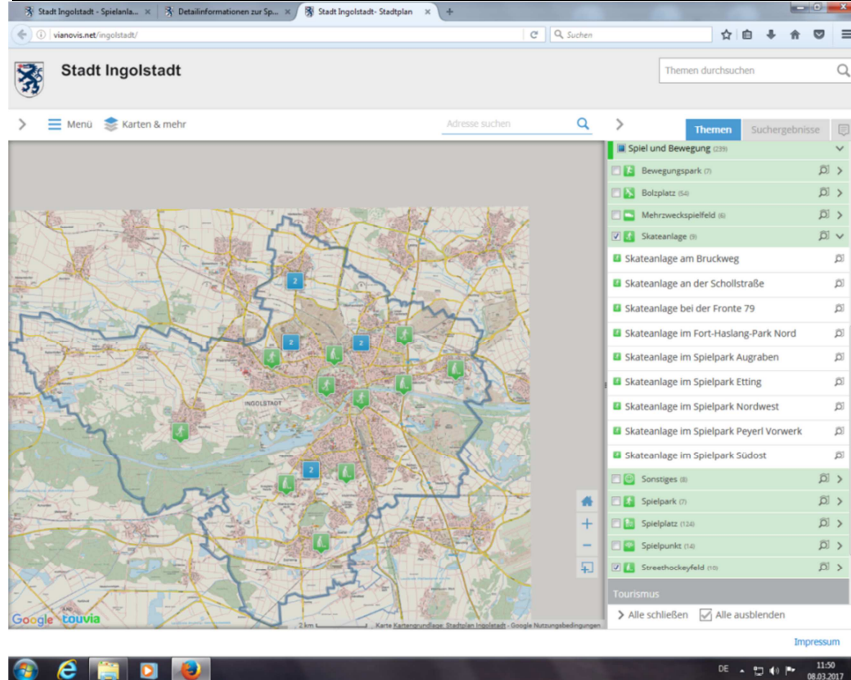 Stadt Ingolstadt - Spielanla... ×
Detailinformationen zur Sp... ×
Stadt Ingolstadt- Stadtplan ×
vianovis.net/ingolstadt/
Suchen
Stadt Ingolstadt
Themen durchsuchen
Menü
Karten & mehr
Adresse suchen
Themen
Suchergebnisse
Spiel und Bewegung (239)
Bewegungspark (7)
Bolzplatz (54)
Mehrzweckspielfeld (6)
Skateanlage (9)
Skateanlage am Bruckweg
Skateanlage an der Schollstraße
Skateanlage bei der Fronte 79
Skateanlage im Fort-Haslang-Park Nord
Skateanlage im Spielpark Augraben
Skateanlage im Spielpark Etting
Skateanlage im Spielpark Nordwest
Skateanlage im Spielpark Peyerl Vorwerk
Skateanlage im Spielpark Südost
Sonstiges (8)
Spielpark (7)
Spielplatz (124)
Spielpunkt (14)
Streethockeyfeld (10)
Tourismus
Alle schließen
Alle ausblenden
2
2
2
INGOLSTADT
2
Google touvia
2 km
Karte Kartengrundlage: Stadtplan Ingolstadt - Google Nutzungsbedingungen
Impressum
DE
11:50
08.03.2017